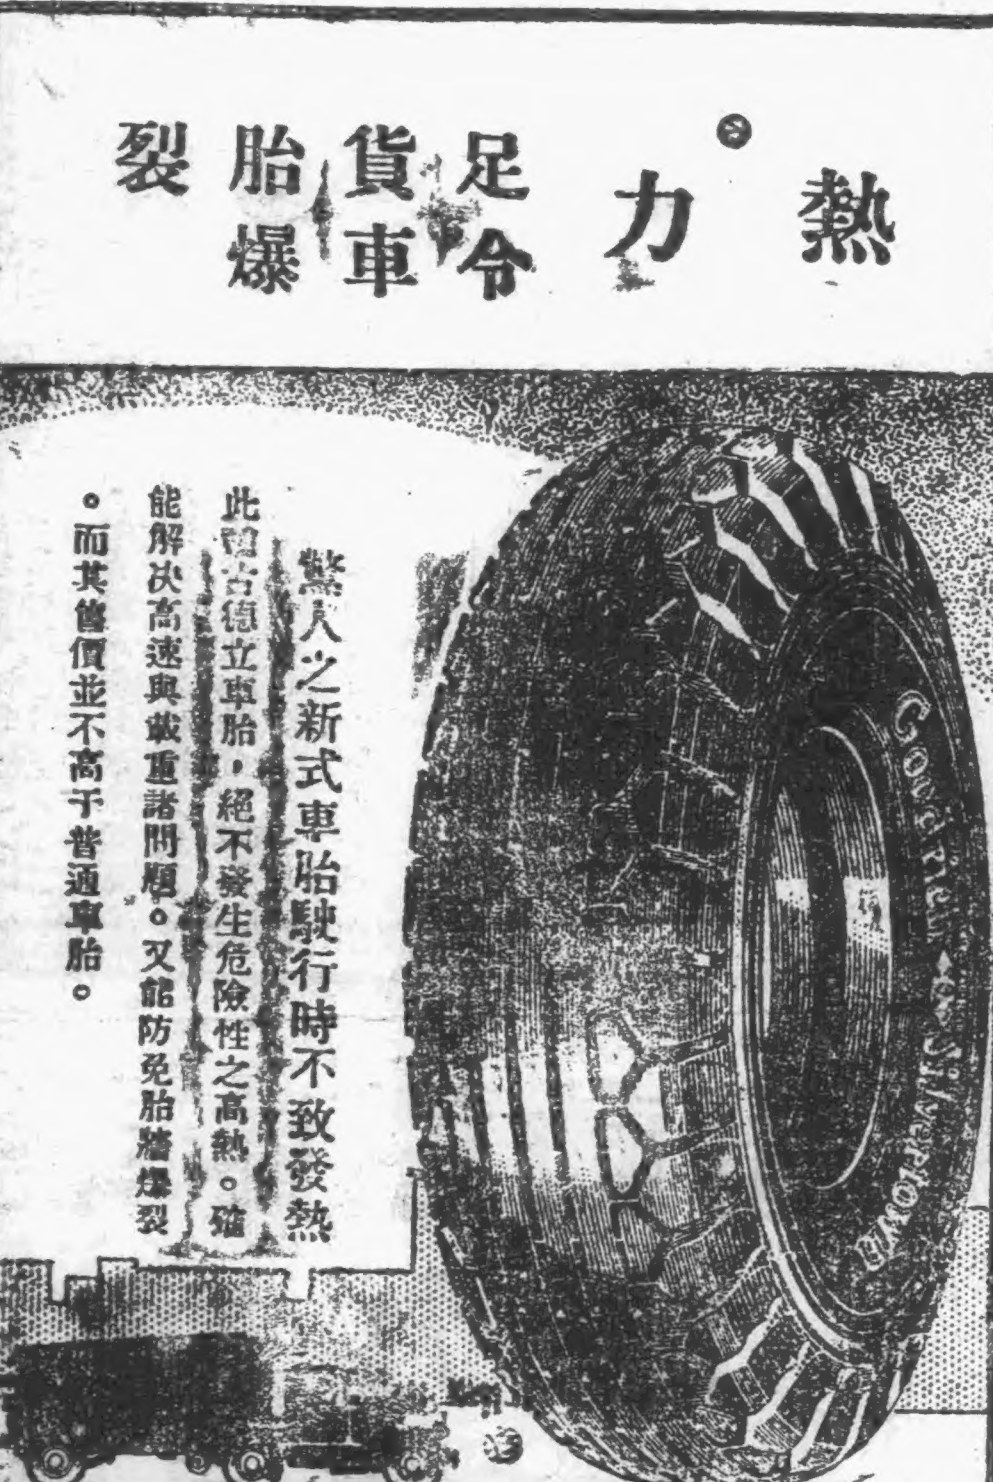 熱力
足令
貨車
胎爆
裂
驚人之新式車胎駛行時不致發熱
此種古德立車胎，絕不發生危險性之高熱。確
能解决高速與載重諸問題。又能防免胎牆爆裂
。而其售價並不高于普通車胎。
Goodrich Silvertown